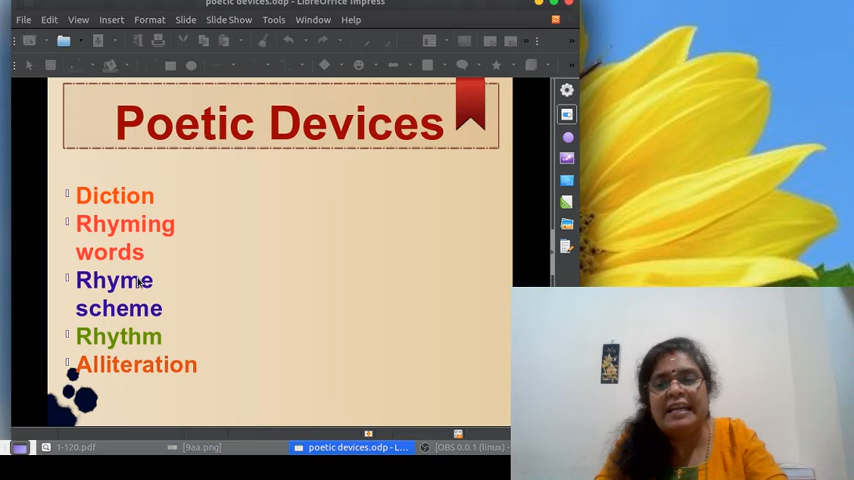 poetic devices.odp - LibreOffice Impress
File Edit View Insert Format Slide Slide Show Tools Window Help
Poetic Devices
Diction
Rhyming
words
Rhyme
scheme
Rhythm
Alliteration
1-120.pdf [9aa.png] poetic devices.odp - L... [OBS 0.0.1 (linux) -